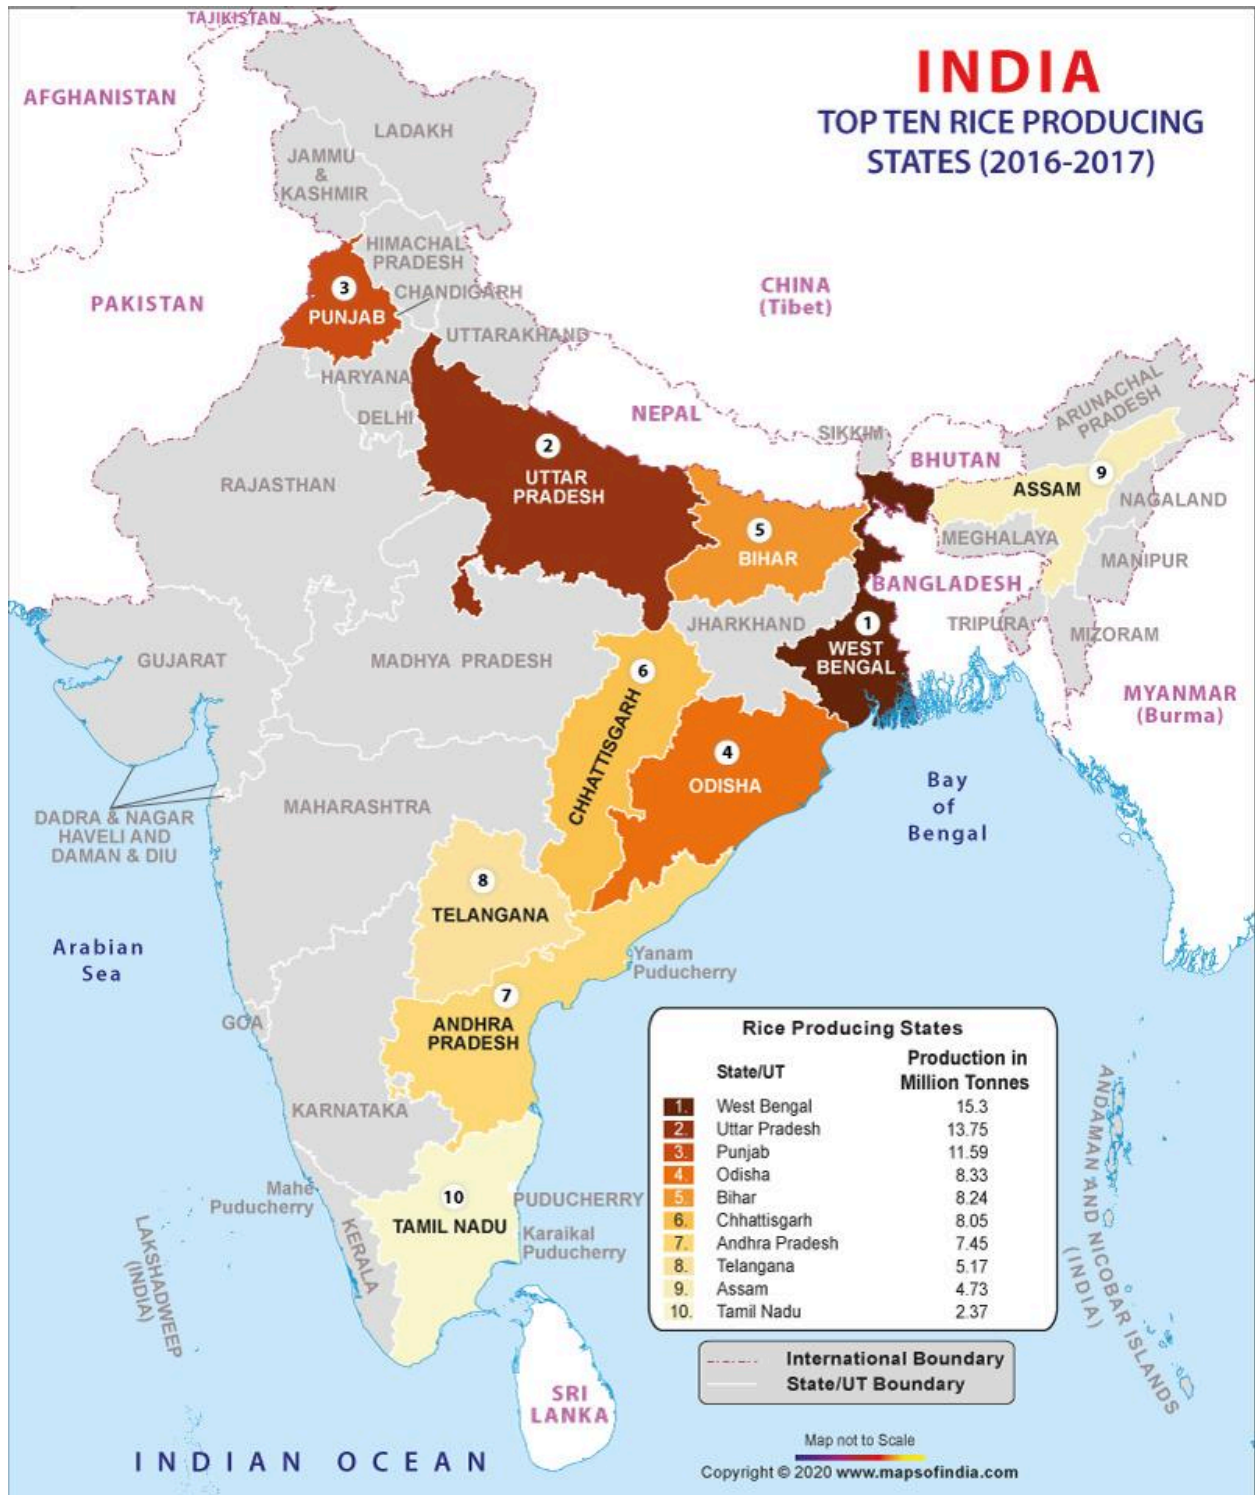 TAJIKISTAN
INDIA
TOP TEN RICE PRODUCING
STATES (2016-2017)
AFGHANISTAN
LADAKH
JAMMU
&
KASHMIR
HIMACHAL
PRADESH
3
PUNJAB
CHANDIGARH
PAKISTAN
CHINA
(Tibet)
UTTARAKHAND
HARYANA
DELHI
NEPAL
SIKKIM
ARUNACHAL
PRADESH
BHUTAN
2
UTTAR
PRADESH
RAJASTHAN
9
ASSAM
NAGALAND
MEGHALAYA
MANIPUR
5
BIHAR
BANGLADESH
TRIPURA
MIZORAM
JHARKHAND
1
WEST
BENGAL
GUJARAT
MADHYA PRADESH
6
CHHATTISGARH
MYANMAR
(Burma)
4
ODISHA
DADRA & NAGAR
HAVELI AND
DAMAN & DIU
MAHARASHTRA
Bay
of
Bengal
8
TELANGANA
Arabian
Sea
Yanam
Puducherry
7
ANDHRA
PRADESH
GOA
KARNATAKA
Mahe
Puducherry
10
TAMIL NADU
PUDUCHERRY
Karaikal
Puducherry
KERALA
LAKSHADWEEP
(INDIA)
ANDAMAN AND NICOBAR ISLANDS
(INDIA)
SRI
LANKA
INDIAN OCEAN
Rice Producing States
State/UT Production in
Million Tonnes
1. West Bengal 15.3
2. Uttar Pradesh 13.75
3. Punjab 11.59
4. Odisha 8.33
5. Bihar 8.24
6. Chhattisgarh 8.05
7. Andhra Pradesh 7.45
8. Telangana 5.17
9. Assam 4.73
10. Tamil Nadu 2.37
International Boundary
State/UT Boundary
Map not to Scale
Copyright © 2020 www.mapsofindia.com